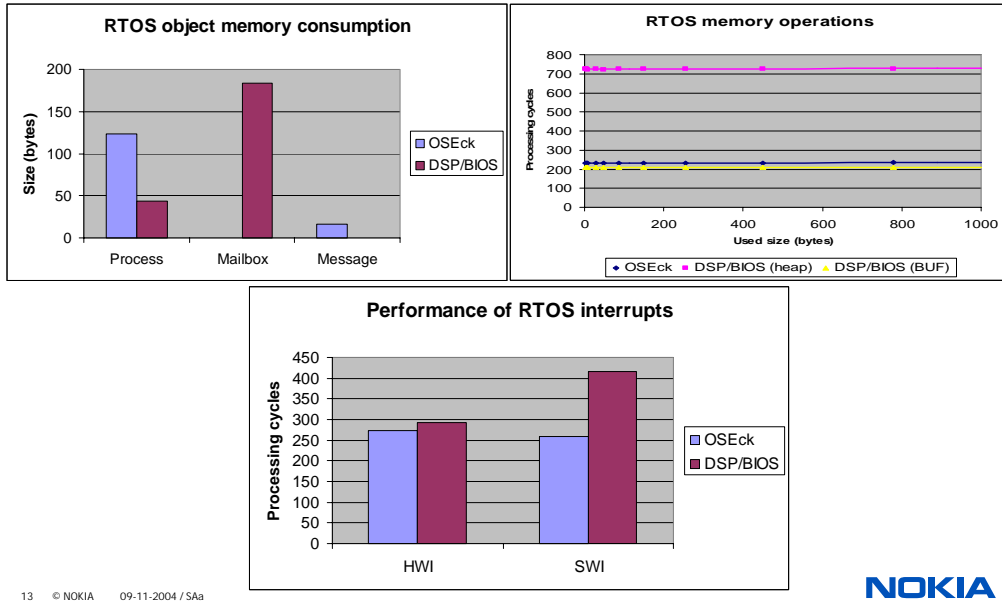 RTOS object memory consumption
Size (bytes)
200
150
100
50
0
Process Mailbox Message
OSEck
DSP/BIOS
RTOS memory operations
Processing cycles
800
700
600
500
400
300
200
100
0
0 200 400 600 800 1000
Used size (bytes)
OSEck DSP/BIOS (heap) DSP/BIOS (BUF)
Performance of RTOS interrupts
Processing cycles
450
400
350
300
250
200
150
100
50
0
HWI SWI
OSEck
DSP/BIOS
13 © NOKIA 09-11-2004 / SAa
NOKIA